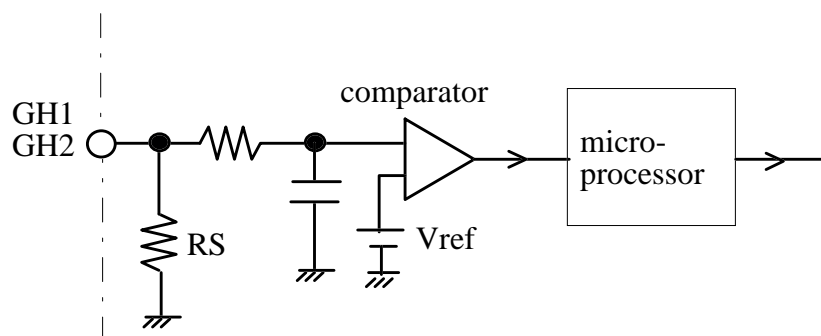 GH1
GH2
comparator
micro-
processor
RS
Vref